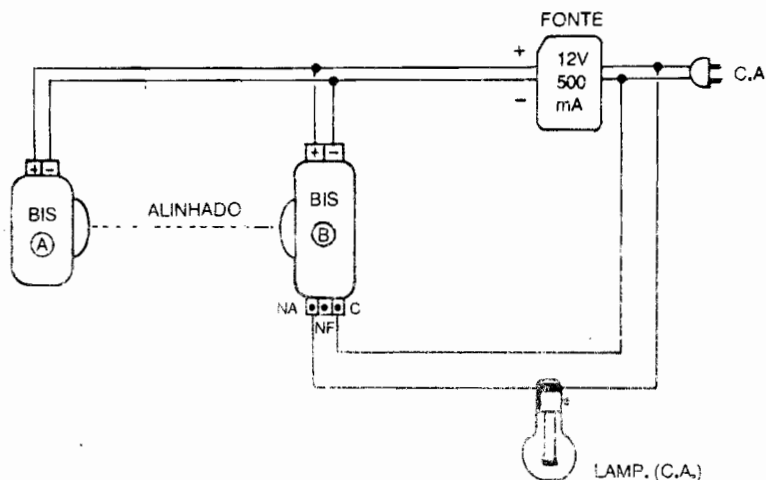 FONTE
+
12V
500
mA
−
C.A
+ −
BIS
A
ALINHADO
+ −
BIS
B
NA
NF
C
LAMP. (C.A.)